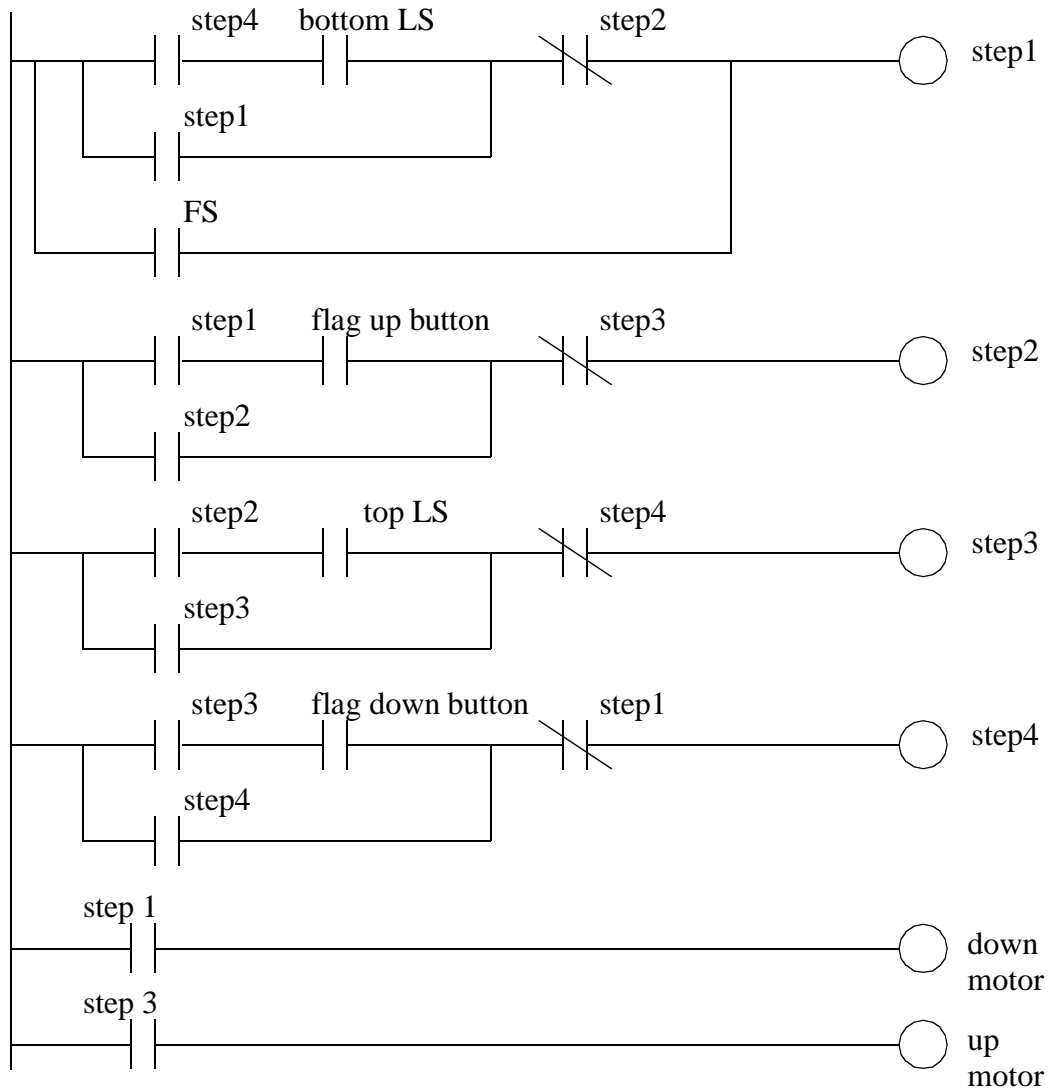 step4 bottom LS step2
step1
step1
FS
step1 flag up button step3
step2
step2
step2 top LS step4
step3
step3
step3 flag down button step1
step4
step4
step 1
down
motor
step 3
up
motor